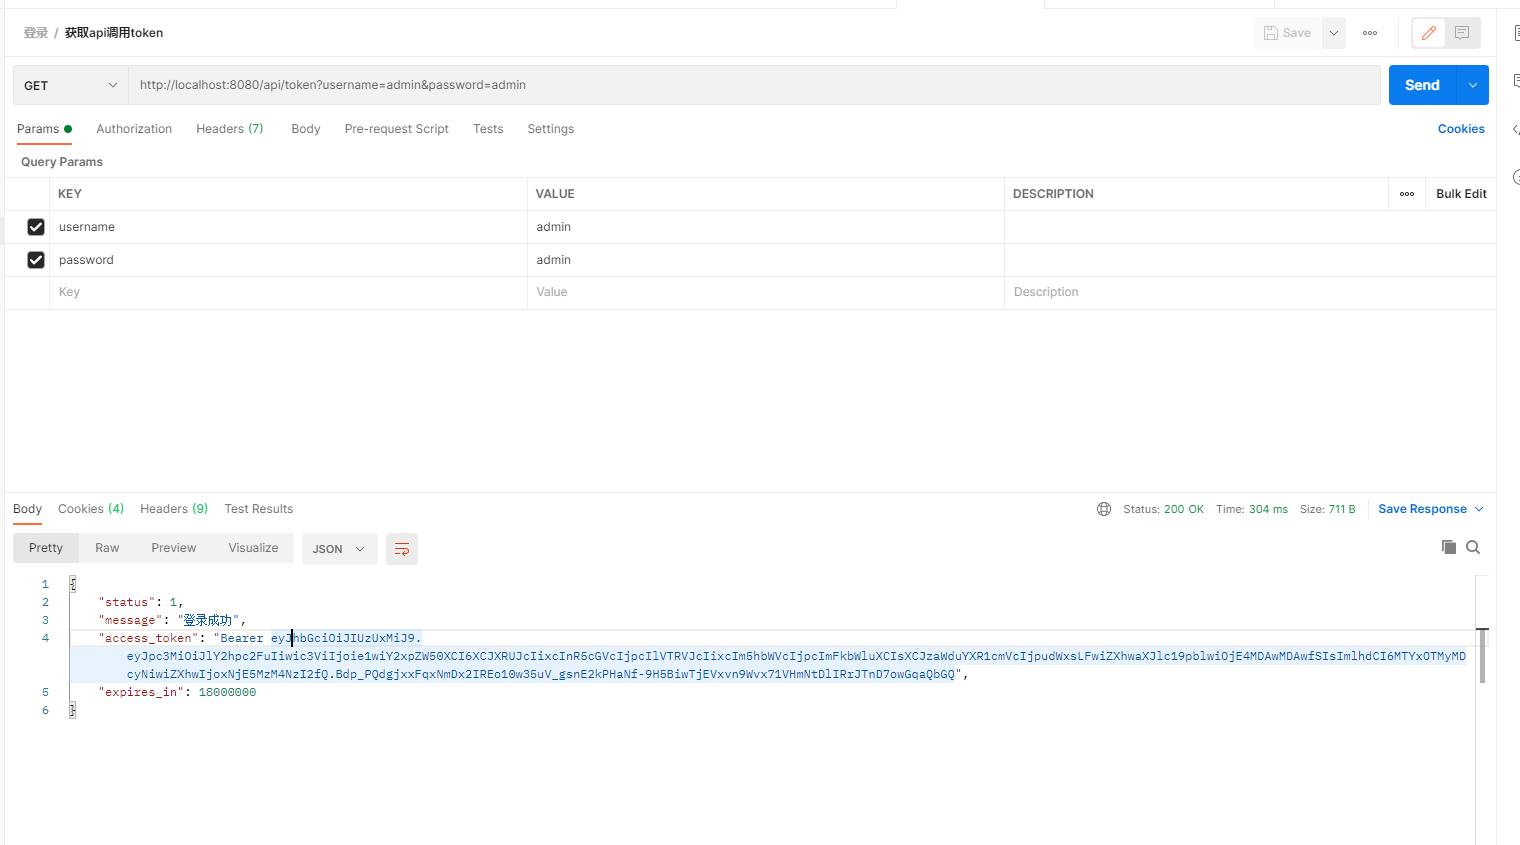 登录 / 获取api调用token
Save
GET http://localhost:8080/api/token?username=admin&password=admin Send
Params Authorization Headers (7) Body Pre-request Script Tests Settings Cookies
Query Params
KEY VALUE DESCRIPTION Bulk Edit
username admin
password admin
Key Value Description
Body Cookies (4) Headers (9) Test Results Status: 200 OK Time: 304 ms Size: 711 B Save Response
Pretty Raw Preview Visualize JSON
1 {
2 "status": 1,
3 "message": "登录成功",
4 "access_token": "Bearer eyJhbGciOiJIUzUxMiJ9.
eyJpc3MiOiJlY2hpc2FuIiwic3ViIjoie1wiY2xpZW50XCI6XCJXRUJcIixcInR5cGVcIjpcIlVTRVJcIixcIm5hbWVcIjpcImFkbWluXCIsXCJzaWduYXR1cmVcIjpudWxsLFwiZXhwaXJlc19pblwiOjE4MDAwMDAwfSIsImlhdCI6MTYxOTMyMD
cyNiwiZXhwIjoxNjE5MzM4NzI2fQ.Bdp_PQdgjxxFqxNmDx2IREo10w35uV_gsnE2kPHaNf-9H5BiwTjEVxvn9Wvx71VHmNtDlIRrJTnD7owGqaQbGQ",
5 "expires_in": 18000000
6 }